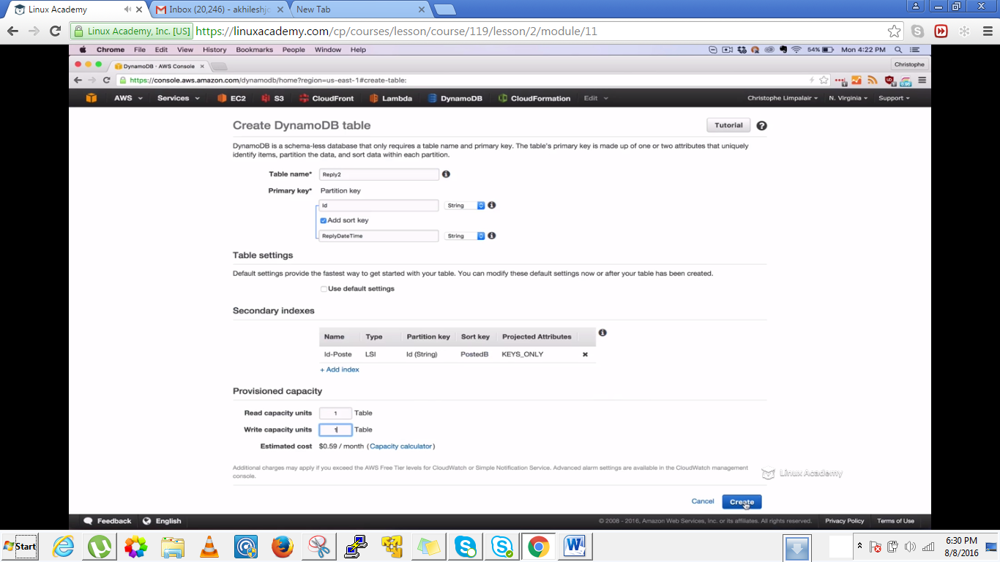 Linux Academy
Inbox (20,246) - akhileshjo
New Tab
Linux Academy, Inc. [US] https://linuxacademy.com/cp/courses/lesson/course/119/lesson/2/module/11
Chrome File Edit View History Bookmarks People Window Help
54% Mon 4:22 PM
DynamoDB - AWS Console
Christophe
https://console.aws.amazon.com/dynamodb/home?region=us-east-1#create-table:
AWS Services EC2 S3 CloudFront Lambda DynamoDB CloudFormation Edit Christophe Limpalair N. Virginia Support
Create DynamoDB table
Tutorial
DynamoDB is a schema-less database that only requires a table name and primary key. The table's primary key is made up of one or two attributes that uniquely
identify items, partition the data, and sort data within each partition.
Table name* Reply2
Primary key* Partition key
Id String
Add sort key
ReplyDateTime String
Table settings
Default settings provide the fastest way to get started with your table. You can modify these default settings now or after your table has been created.
Use default settings
Secondary indexes
Name Type Partition key Sort key Projected Attributes
Id-Poste LSI Id (String) PostedB KEYS_ONLY
+ Add index
Provisioned capacity
Read capacity units 1 Table
Write capacity units 1 Table
Estimated cost $0.59 / month (Capacity calculator)
Additional charges may apply if you exceed the AWS Free Tier levels for CloudWatch or Simple Notification Service. Advanced alarm settings are available in the CloudWatch management
console.
Linux Academy
Cancel Create
Feedback English © 2008 - 2016, Amazon Web Services, Inc. or its affiliates. All rights reserved. Privacy Policy Terms of Use
Start
6:30 PM
8/8/2016